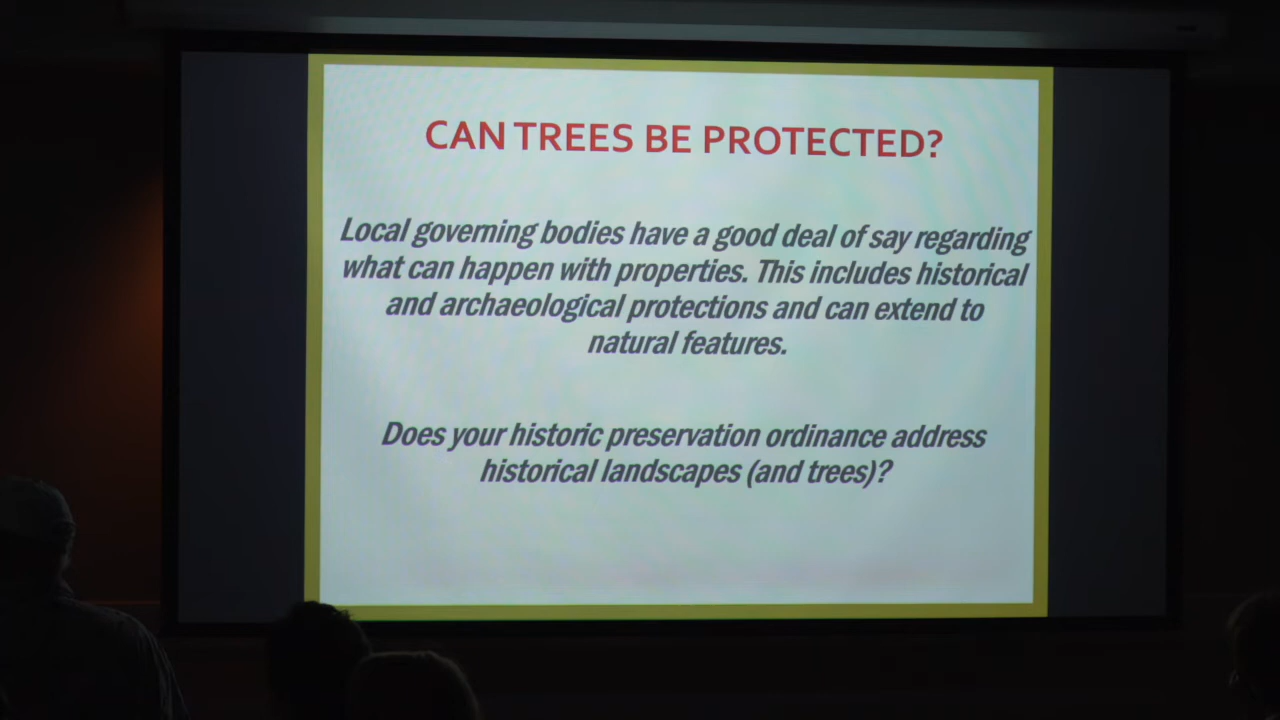 CAN TREES BE PROTECTED?
Local governing bodies have a good deal of say regarding
what can happen with properties. This includes historical
and archaeological protections and can extend to
natural features.
Does your historic preservation ordinance address
historical landscapes (and trees)?